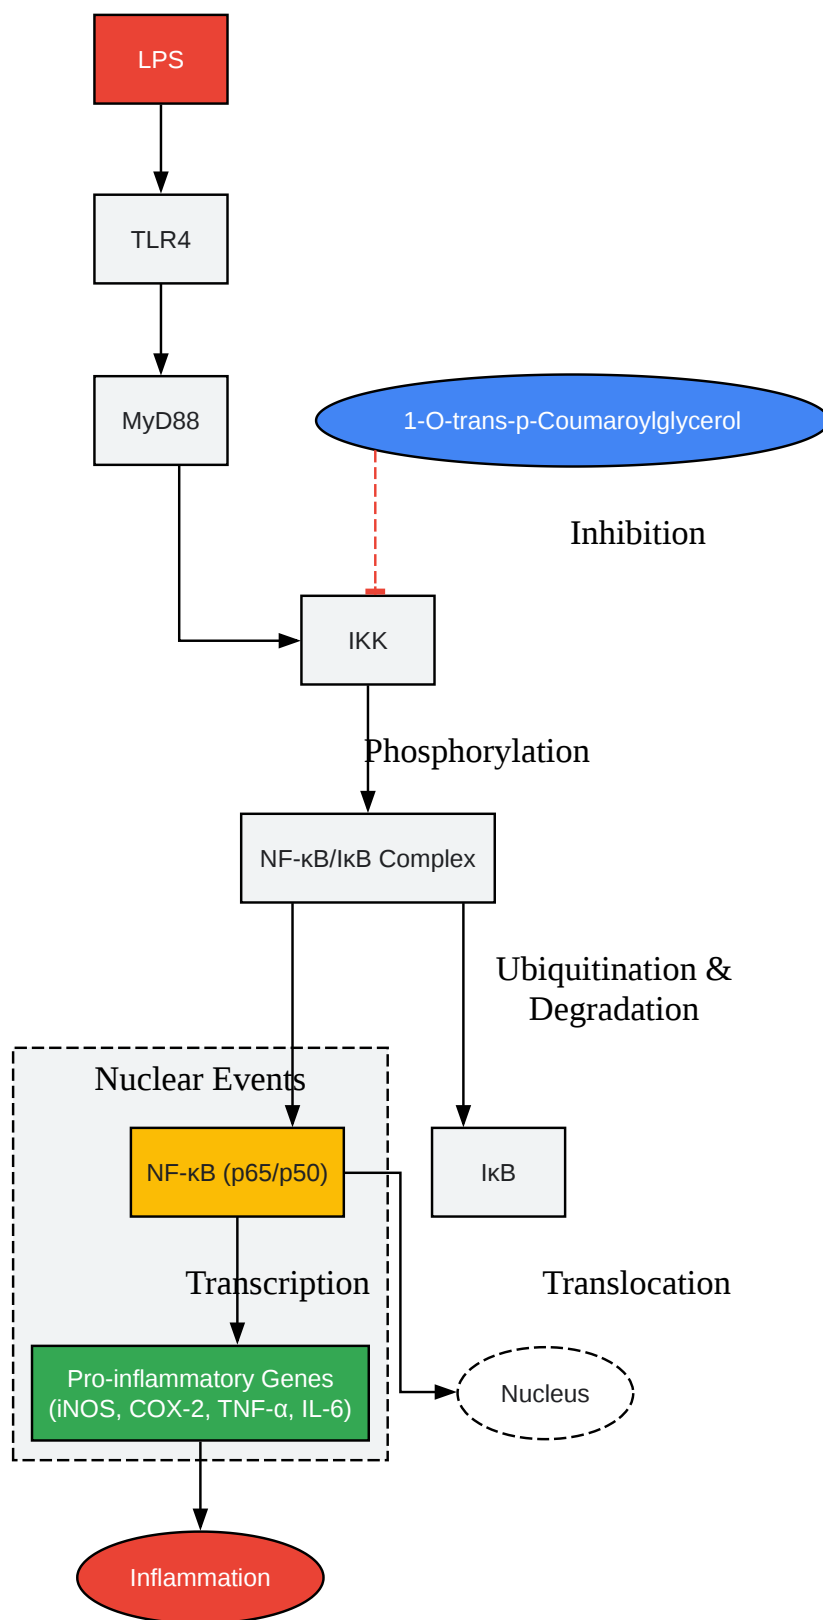 LPS
TLR4
MyD88
1-O-trans-p-Coumaroylglycerol
Inhibition
IKK
Phosphorylation
NF-κB/IκB Complex
Ubiquitination &
Degradation
Nuclear Events
NF-κB (p65/p50)
IκB
Transcription
Translocation
Pro-inflammatory Genes
(iNOS, COX-2, TNF-α, IL-6)
Nucleus
Inflammation